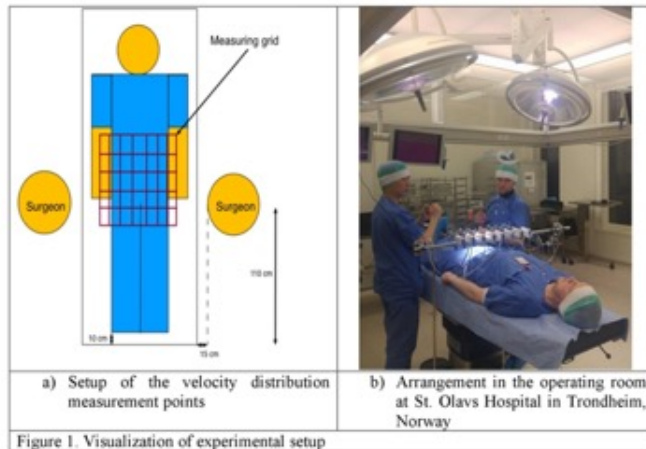 Measuring grid
Surgeon
Surgeon
110 cm
10 cm
15 cm
a) Setup of the velocity distribution
measurement points
b) Arrangement in the operating room
at St. Olavs Hospital in Trondheim,
Norway
Figure 1. Visualization of experimental setup